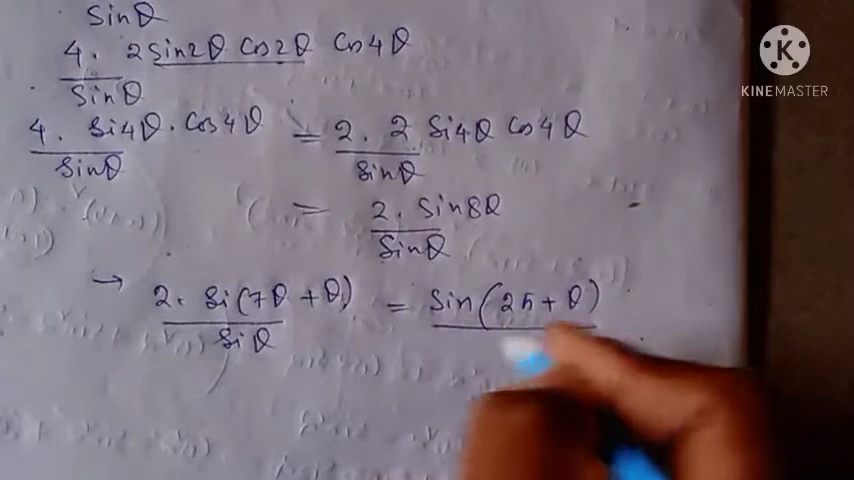 sinθ
4. 2sin2θ cos2θ cos4θ
sinθ
4. si4θ.cos4θ = 2. 2 si4θ cos4θ
sinθ sinθ
= 2. sin8θ
sinθ
→ 2. si(7θ + θ) = sin(2π+θ)
siθ
K
KINEMASTER